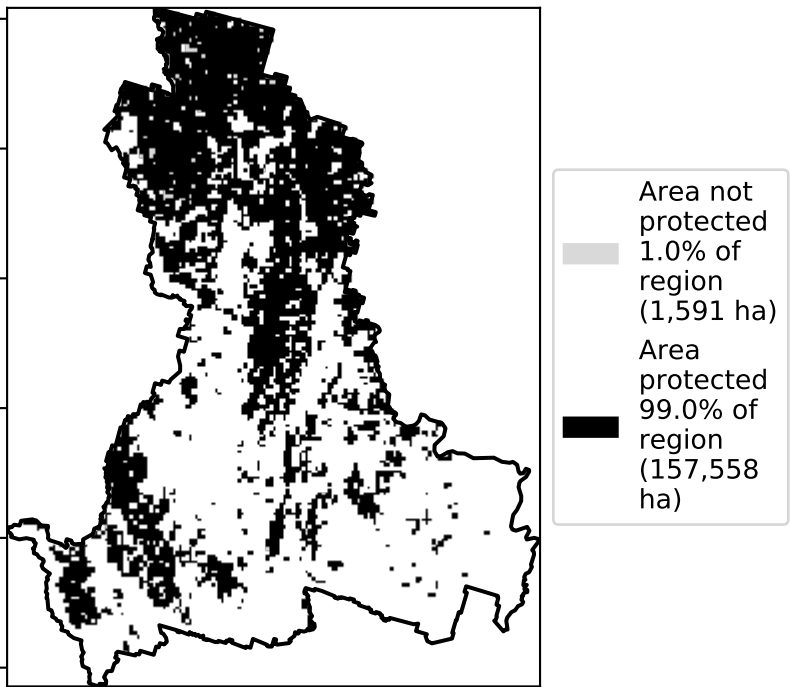 Area not
protected
1.0% of
region
(1,591 ha)
Area
protected
99.0% of
region
(157,558
ha)